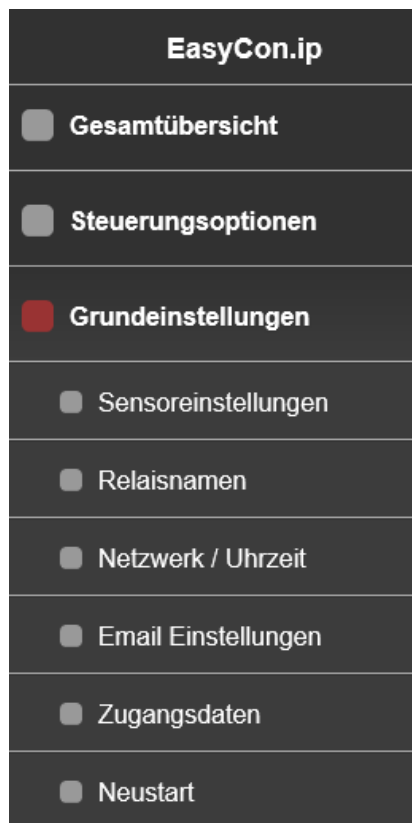 EasyCon.ip
Gesamtübersicht
Steuerungsoptionen
Grundeinstellungen
Sensoreinstellungen
Relaisnamen
Netzwerk / Uhrzeit
Email Einstellungen
Zugangsdaten
Neustart